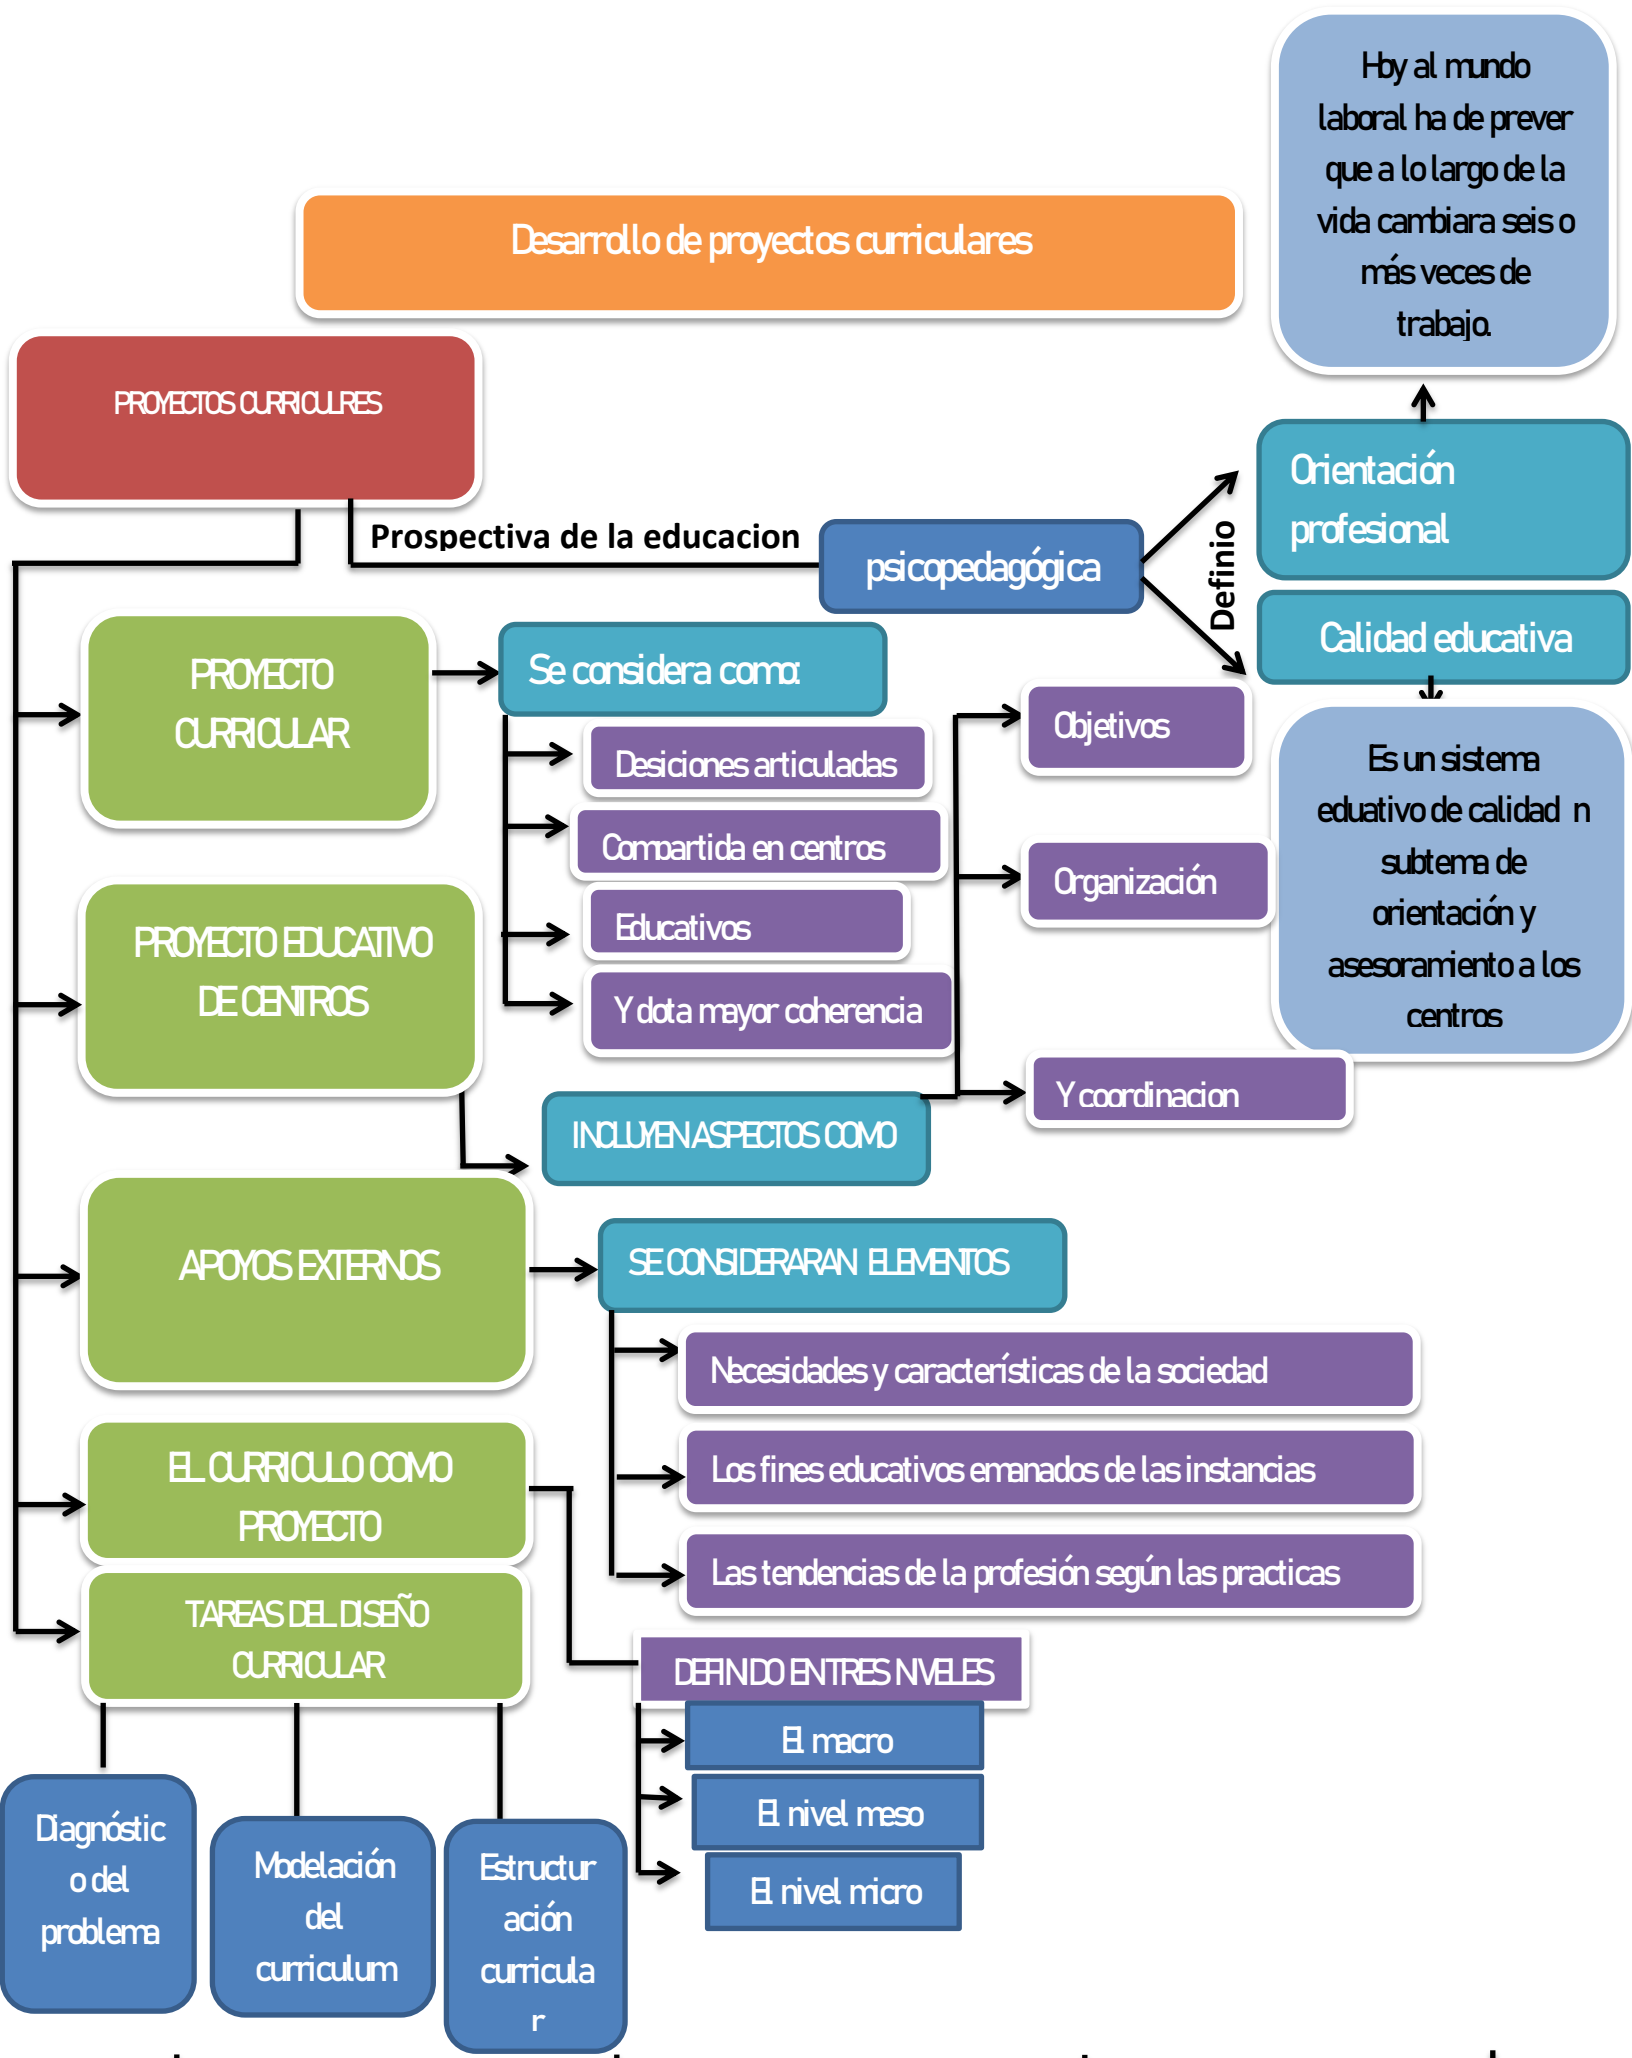 Hoy al mundo
laboral ha de prever
que a lo largo de la
vida cambiara seis o
más veces de
trabajo.
Desarrollo de proyectos curriculares
PROYECTOS CURRICULRES
Prospectiva de la educacion
psicopedagógica
Definio
Orientación
profesional
Calidad educativa
Es un sistema
eduativo de calidad n
subtema de
orientación y
asesoramiento a los
centros
PROYECTO
CURRICULAR
Se considera como:
Desiciones articuladas
Compartida en centros
Educativos
Y dota mayor coherencia
Objetivos
Organización
Y coordinacion
PROYECTO EDUCATIVO
DE CENTROS
INCLUYEN ASPECTOS COMO
APOYOS EXTERNOS
SE CONSIDERARAN ELEMENTOS
Necesidades y características de la sociedad
Los fines educativos emanados de las instancias
Las tendencias de la profesión según las practicas
EL CURRICULO COMO
PROYECTO
DEFINIDO EN TRES NIVELES
El macro
El nivel meso
El nivel micro
TAREAS DEL DISEÑO
CURRICULAR
Diagnóstic
o del
problema
Modelación
del
curriculum
Estructur
ación
curricula
r